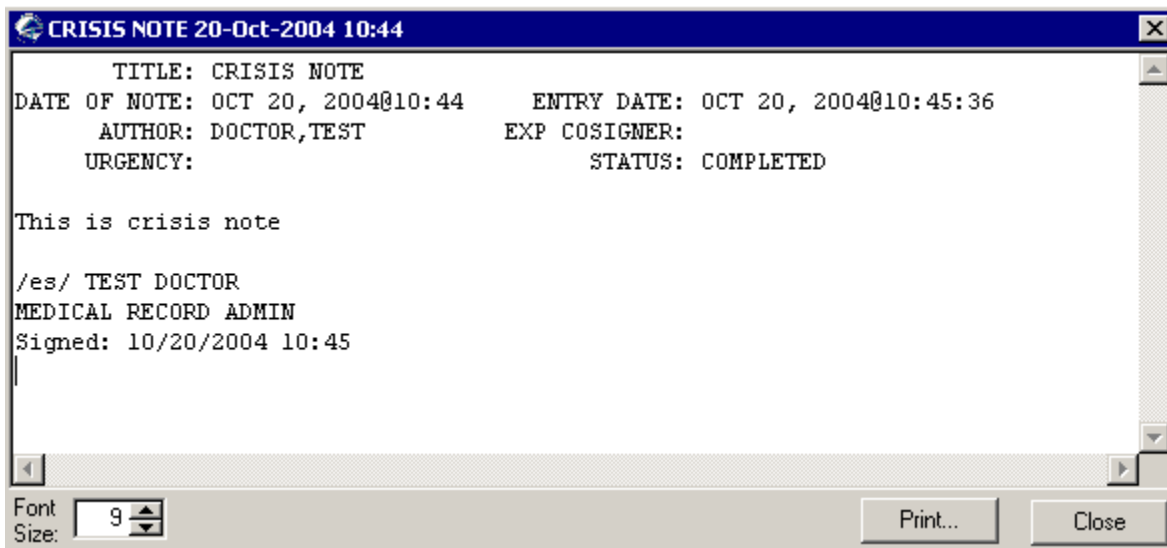 CRISIS NOTE 20-Oct-2004 10:44
TITLE: CRISIS NOTE
DATE OF NOTE: OCT 20, 2004@10:44 ENTRY DATE: OCT 20, 2004@10:45:36
AUTHOR: DOCTOR,TEST EXP COSIGNER:
URGENCY: STATUS: COMPLETED
This is crisis note
/es/ TEST DOCTOR
MEDICAL RECORD ADMIN
Signed: 10/20/2004 10:45
Font Size: 9 Print... Close